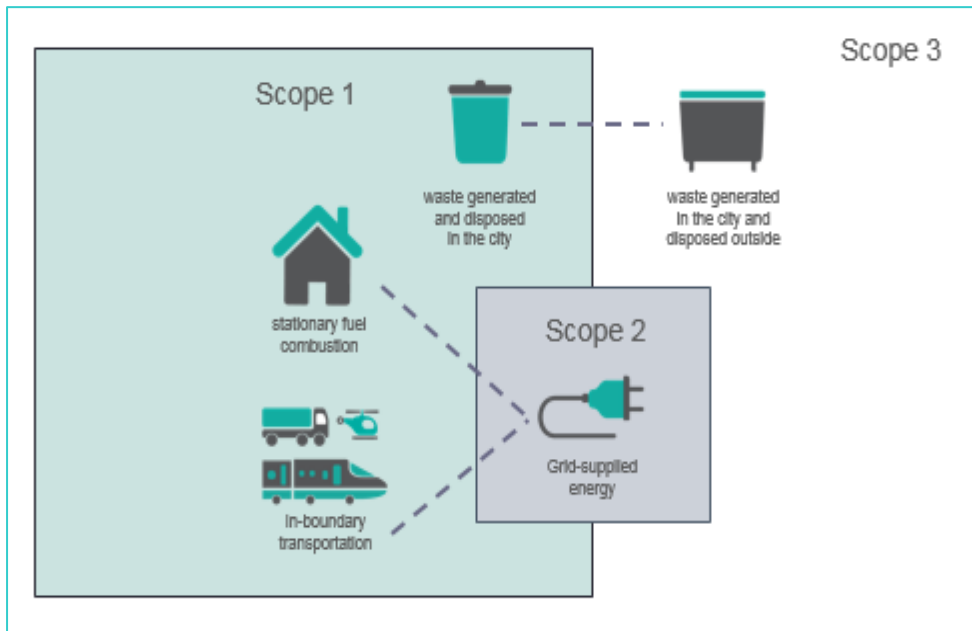 Scope 3
Scope 1
waste generated
and disposed
in the city
waste generated
in the city and
disposed outside
stationary fuel
combustion
Scope 2
Grid-supplied
energy
in-boundary
transportation